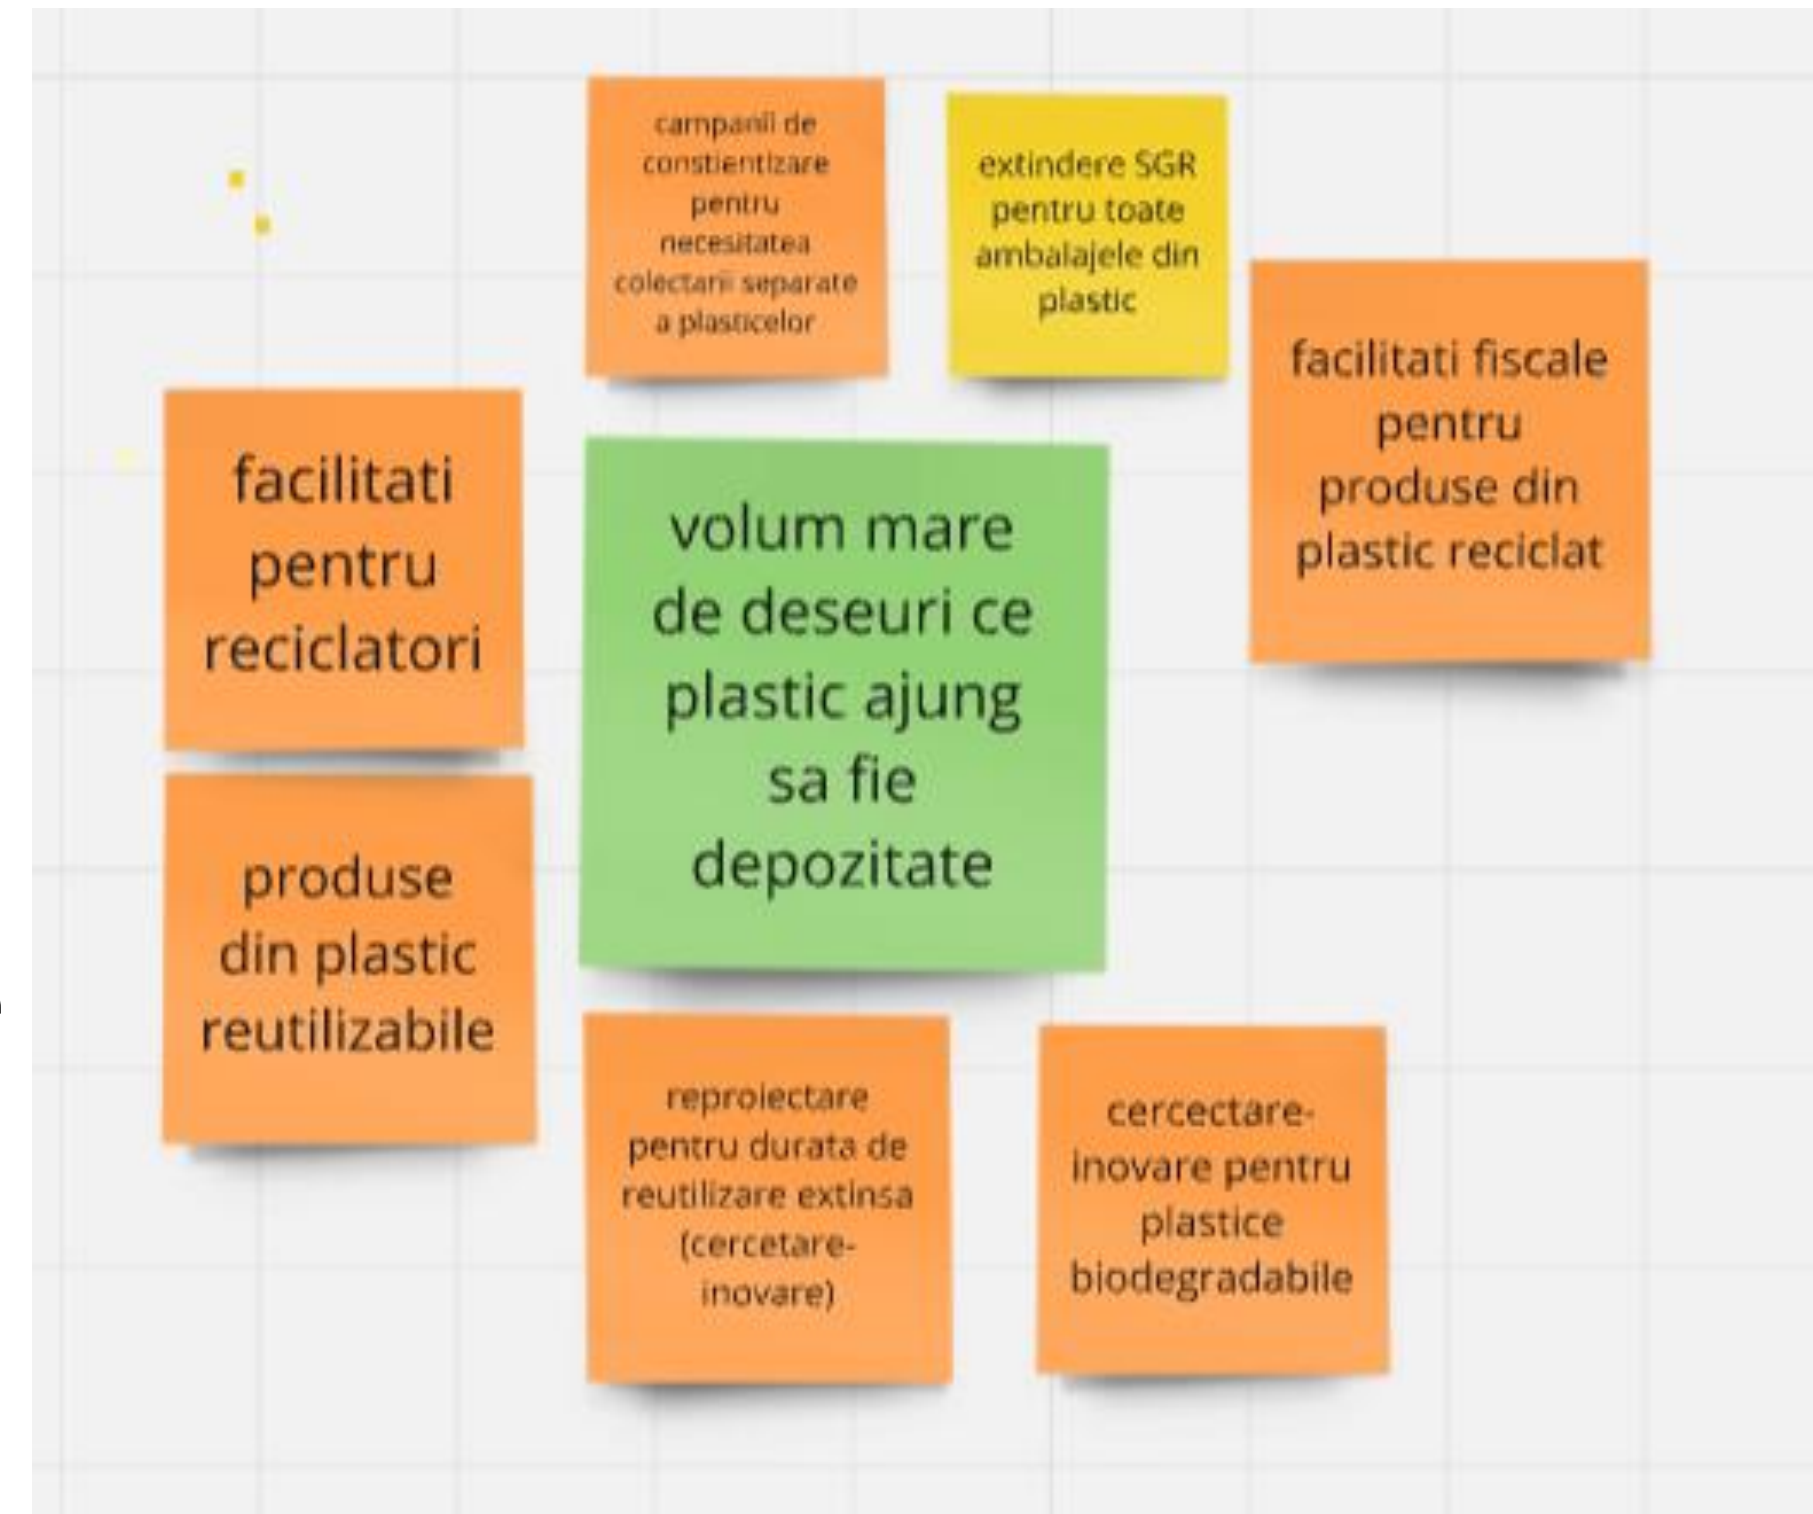 campanii de
constientizare
pentru
necesitatea
colectarii separate
a plasticelor
extindere SGR
pentru toate
ambalajele din
plastic
facilitati fiscale
pentru
produse din
plastic reciclat
facilitati
pentru
reciclatori
volum mare
de deseuri ce
plastic ajung
sa fie
depozitate
produse
din plastic
reutilizabile
reproiectare
pentru durata de
reutilizare extinsa
(cercetare-
inovare)
cercectare-
inovare pentru
plastice
biodegradabile